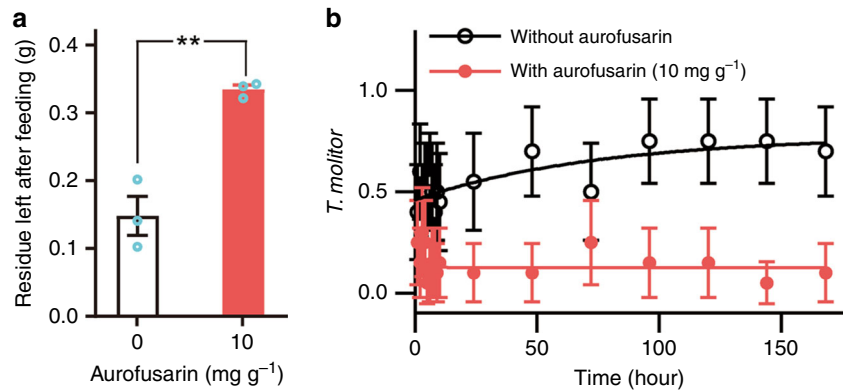 a
Residue left after feeding (g)
0.4
0.3
0.2
0.1
0.0
**
0
10
Aurofusarin (mg g⁻¹)
b
Without aurofusarin
With aurofusarin (10 mg g⁻¹)
T. molitor
1.0
0.5
0.0
0
50
100
150
Time (hour)